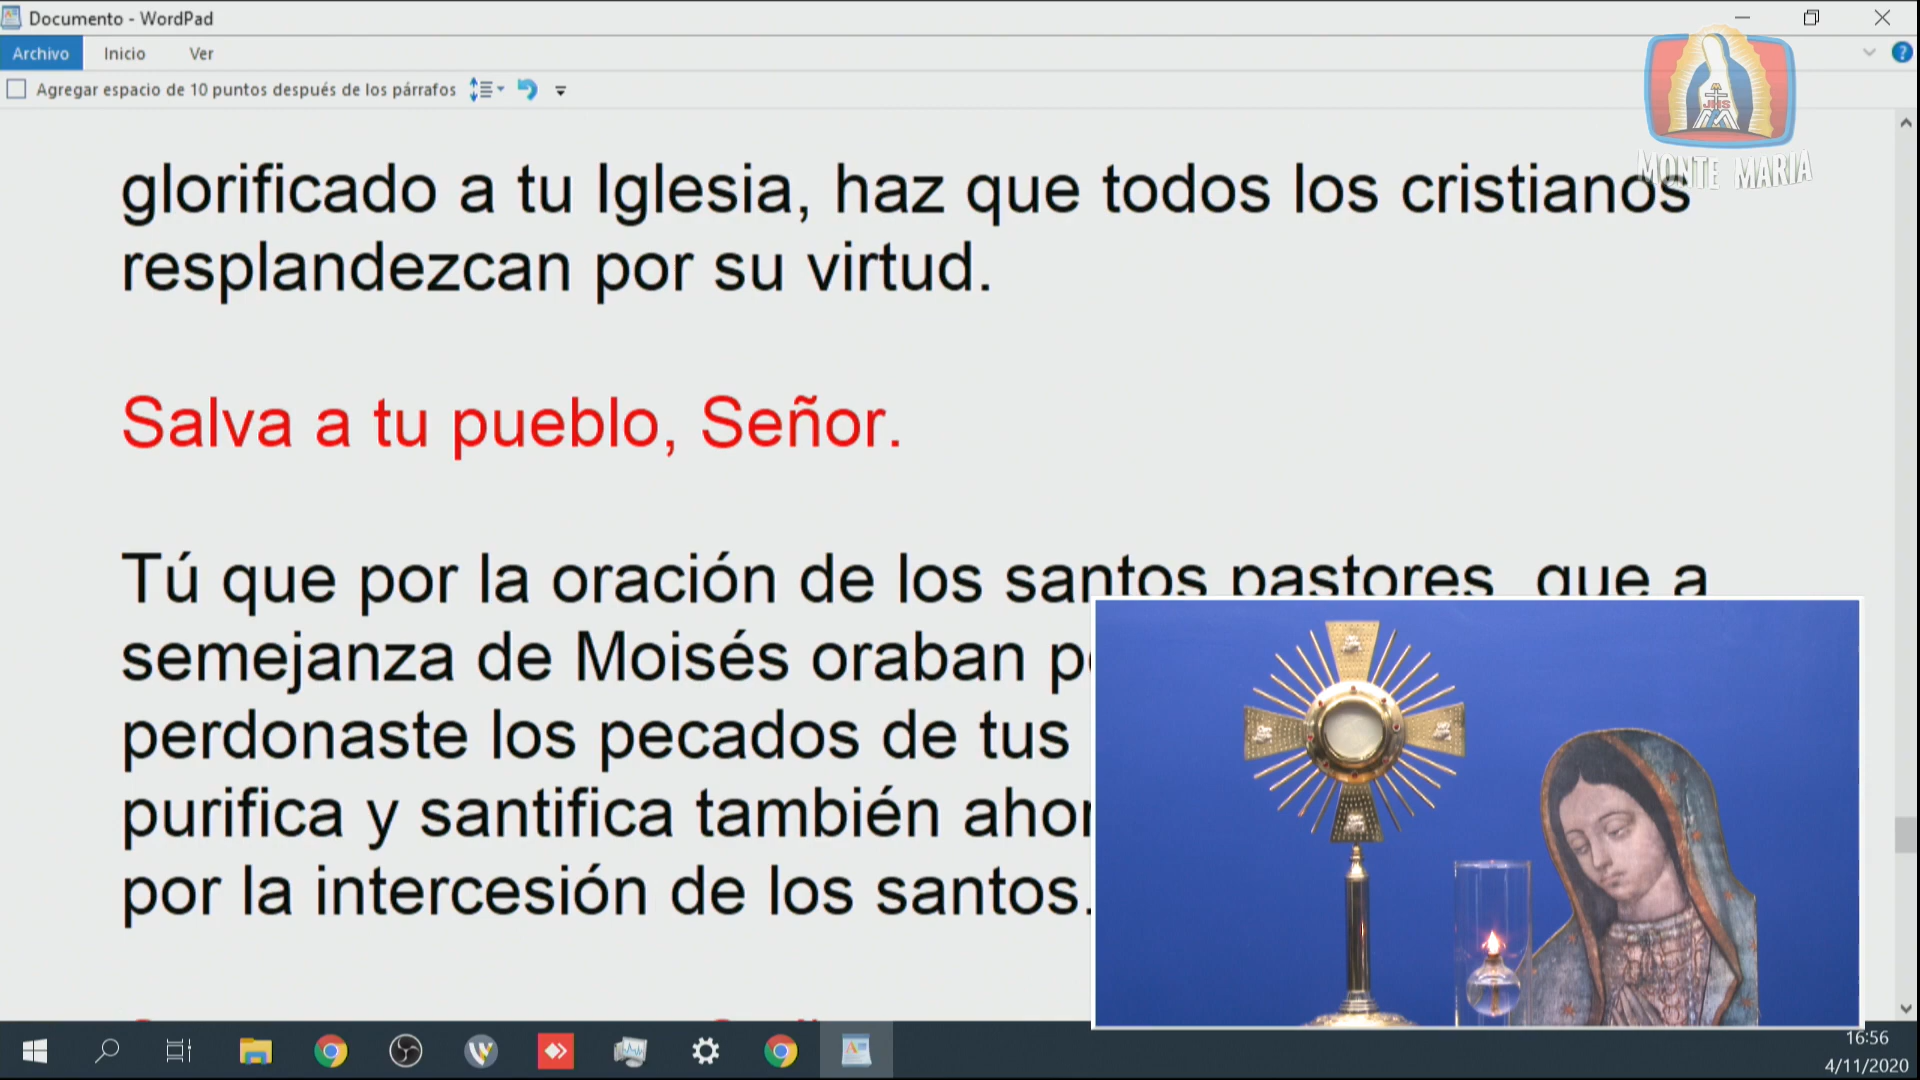 Documento - WordPad
Archivo Inicio Ver
Agregar espacio de 10 puntos después de los párrafos
JHS
MONTE MARIA
glorificado a tu Iglesia, haz que todos los cristianos
resplandezcan por su virtud.
Salva a tu pueblo, Señor.
Tú que por la oración de los santos pastores, que a
semejanza de Moisés oraban
perdonaste los pecados de tus
purifica y santifica también
por la intercesión de los santos.
16:56
4/11/2020